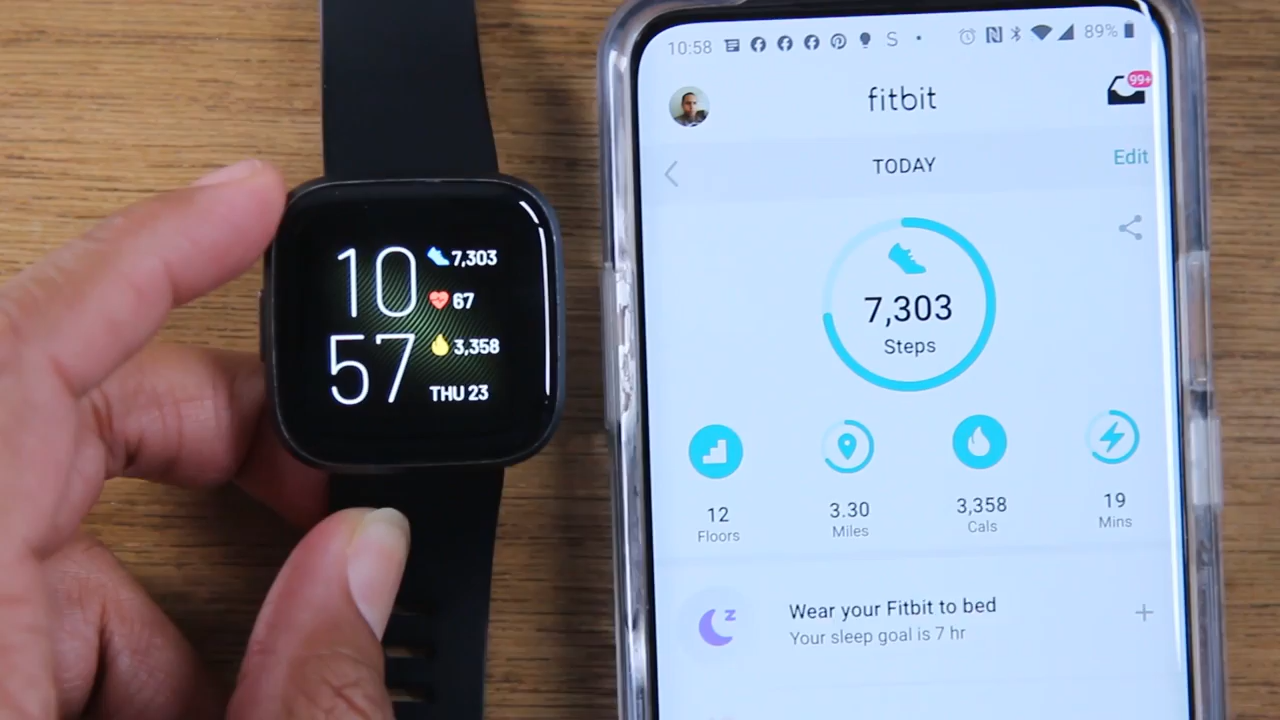 10
57
7,303
67
3,358
THU 23
10:58
S
89%
fitbit
99+
TODAY
Edit
7,303
Steps
12
Floors
3.30
Miles
3,358
Cals
19
Mins
Wear your Fitbit to bed
Your sleep goal is 7 hr